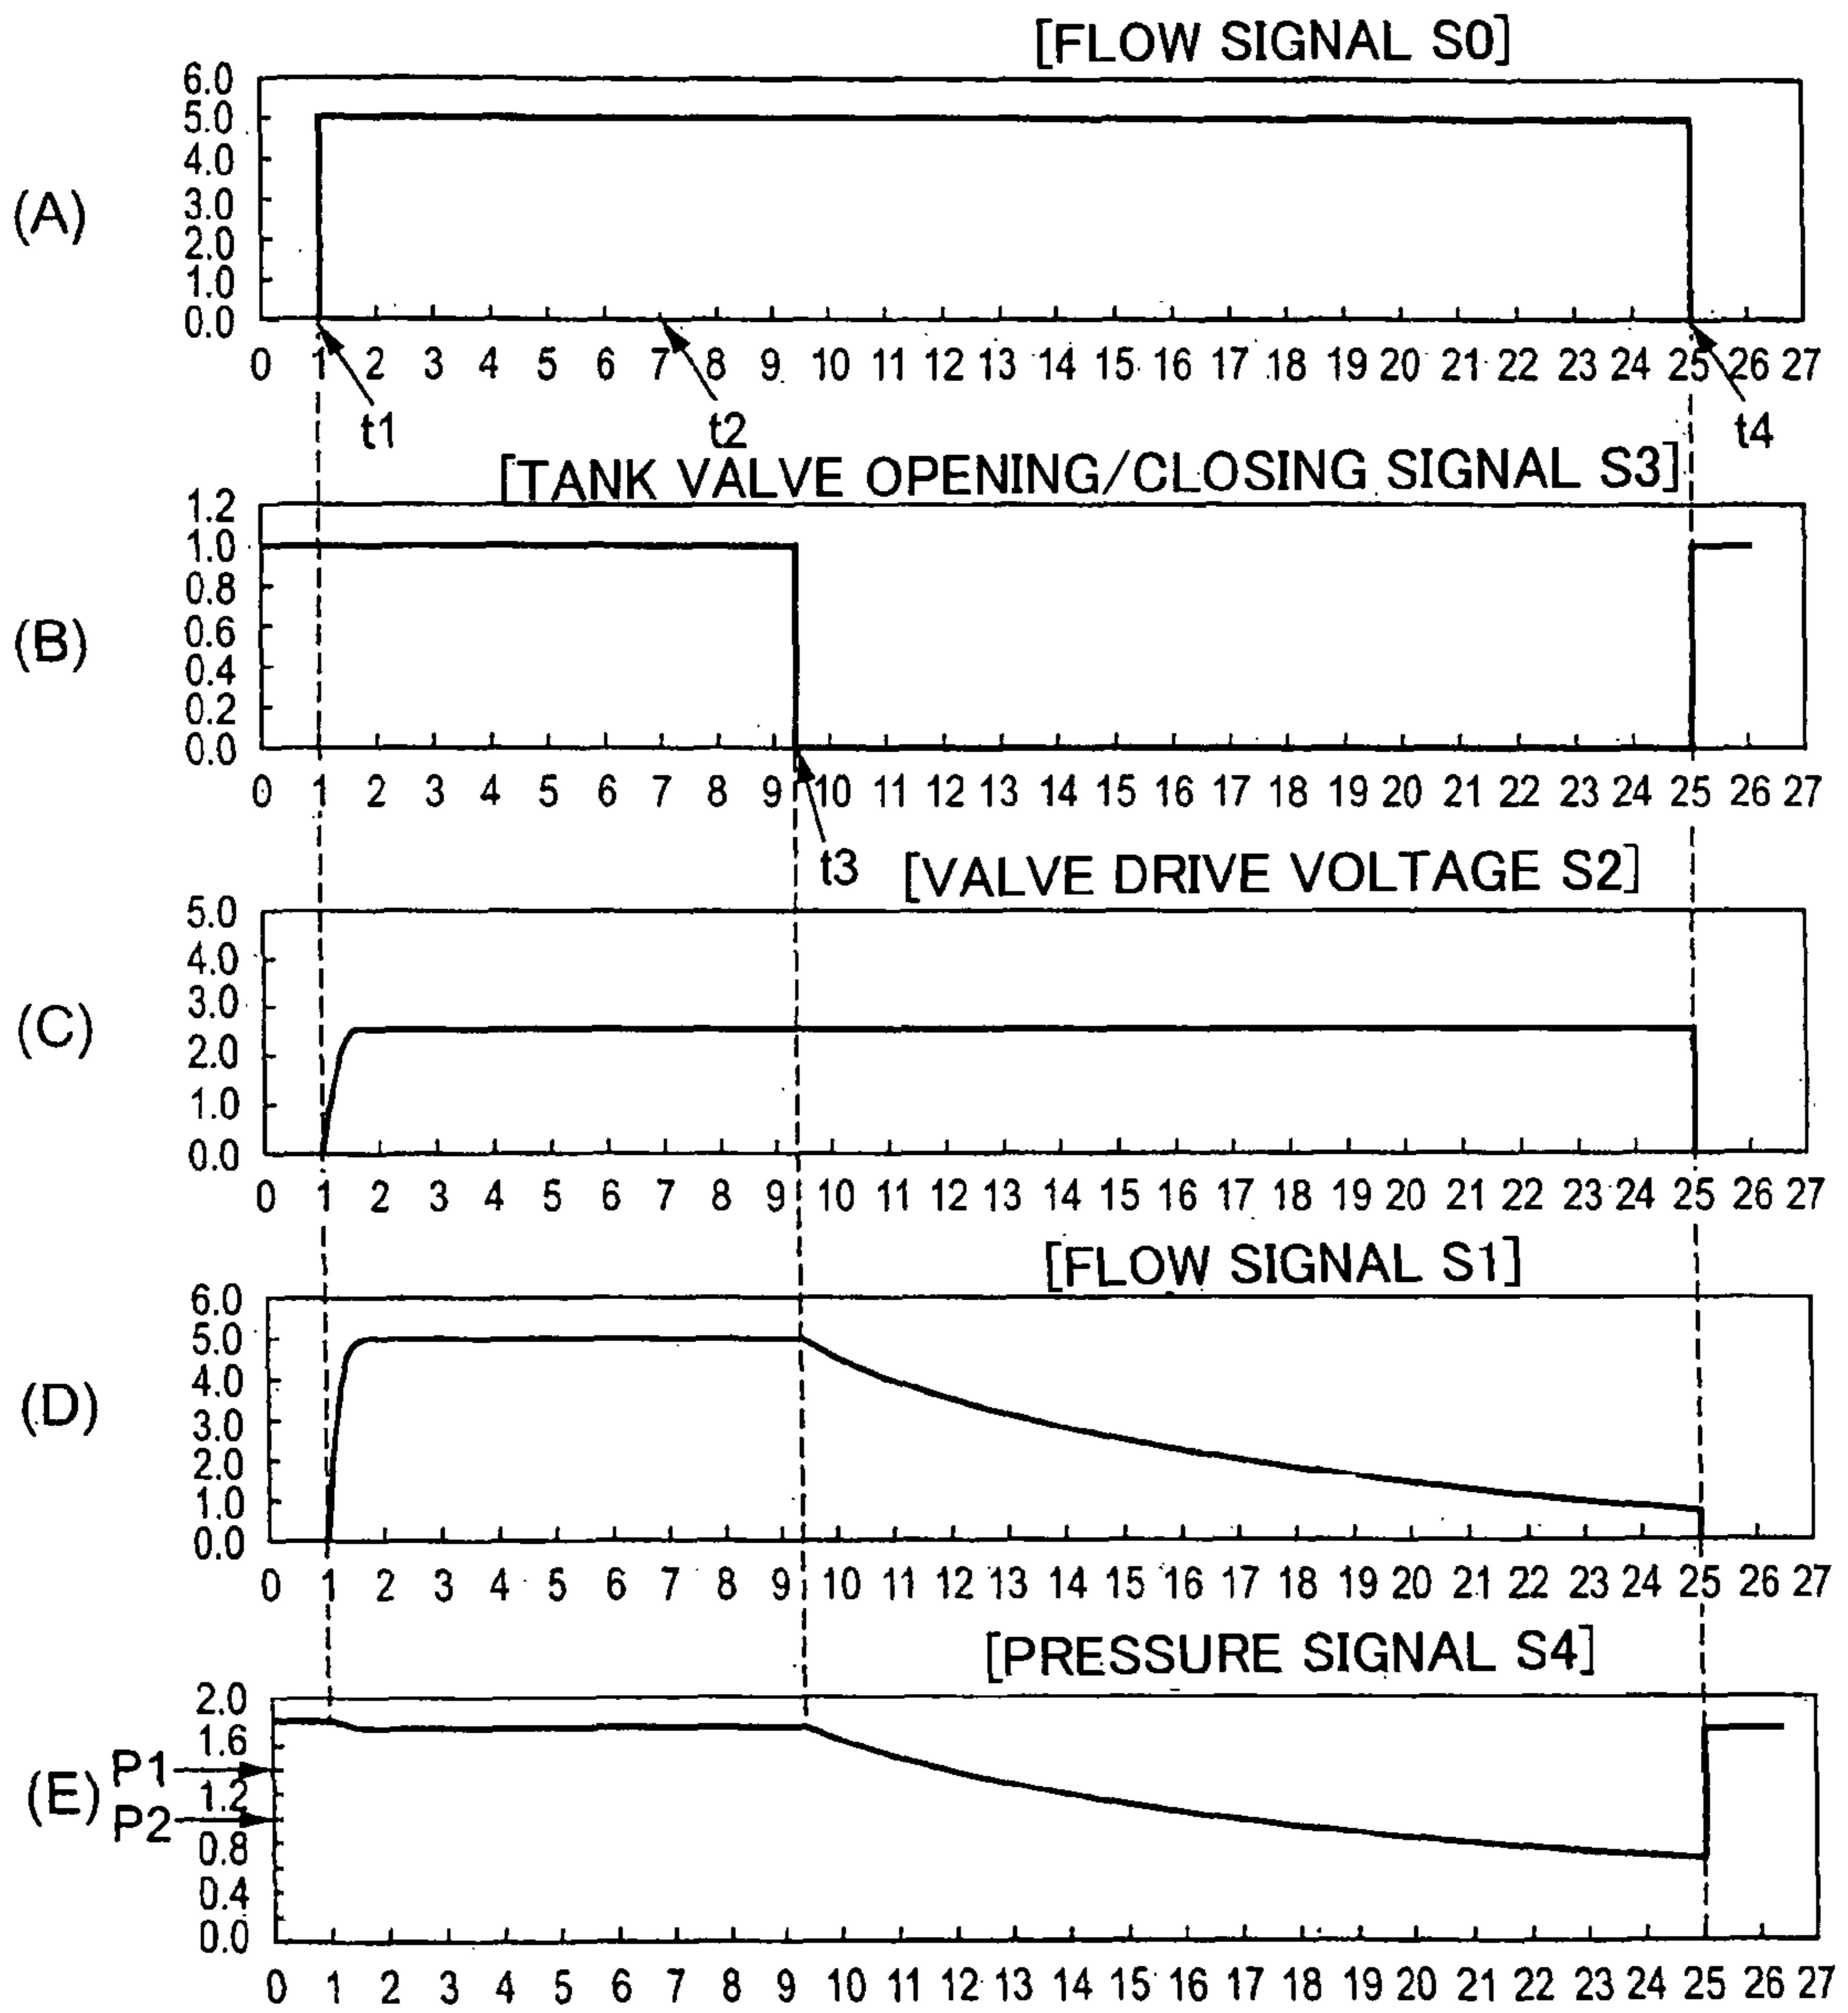 [FLOW SIGNAL S0]
(A)
6.0
5.0
4.0
3.0
2.0
1.0
0.0
0 1 2 3 4 5 6 7 8 9 10 11 12 13 14 15 16 17 18 19 20 21 22 23 24 25 26 27
t1 t2 t4
[TANK VALVE OPENING/CLOSING SIGNAL S3]
(B)
1.2
1.0
0.8
0.6
0.4
0.2
0.0
0 1 2 3 4 5 6 7 8 9 10 11 12 13 14 15 16 17 18 19 20 21 22 23 24 25 26 27
t3
[VALVE DRIVE VOLTAGE S2]
(C)
5.0
4.0
3.0
2.0
1.0
0.0
0 1 2 3 4 5 6 7 8 9 10 11 12 13 14 15 16 17 18 19 20 21 22 23 24 25 26 27
[FLOW SIGNAL S1]
(D)
6.0
5.0
4.0
3.0
2.0
1.0
0.0
0 1 2 3 4 5 6 7 8 9 10 11 12 13 14 15 16 17 18 19 20 21 22 23 24 25 26 27
[PRESSURE SIGNAL S4]
(E)
P1
P2
2.0
1.6
1.2
0.8
0.4
0.0
0 1 2 3 4 5 6 7 8 9 10 11 12 13 14 15 16 17 18 19 20 21 22 23 24 25 26 27